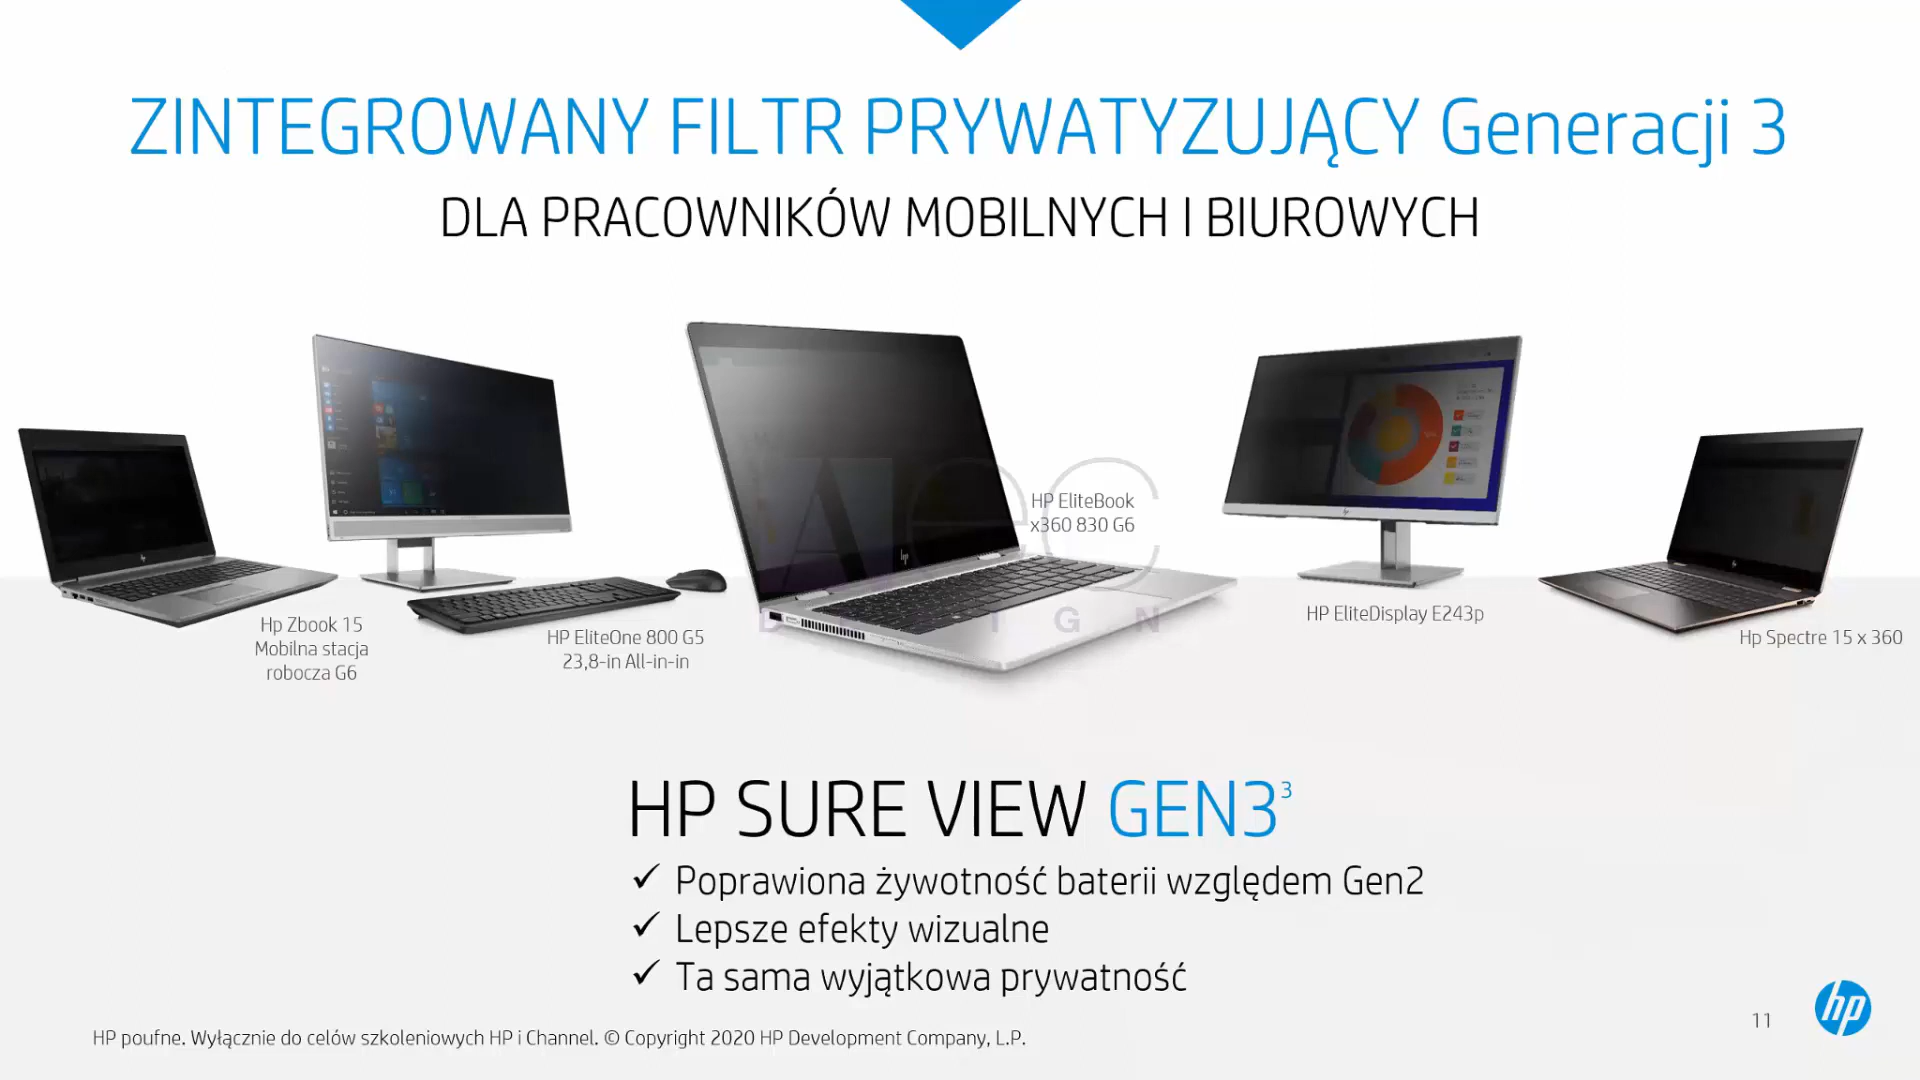 ZINTEGROWANY FILTR PRYWATYZUJĄCY Generacji 3
DLA PRACOWNIKÓW MOBILNYCH I BIUROWYCH
HP EliteBook
x360 830 G6
Hp Zbook 15
Mobilna stacja
robocza G6
HP EliteOne 800 G5
23,8-in All-in-in
HP EliteDisplay E243p
Hp Spectre 15 x 360
AeC
HP SURE VIEW GEN3³
✓ Poprawiona żywotność baterii względem Gen2
✓ Lepsze efekty wizualne
✓ Ta sama wyjątkowa prywatność
HP poufne. Wyłącznie do celów szkoleniowych HP i Channel. © Copyright 2020 HP Development Company, L.P.
11
hp